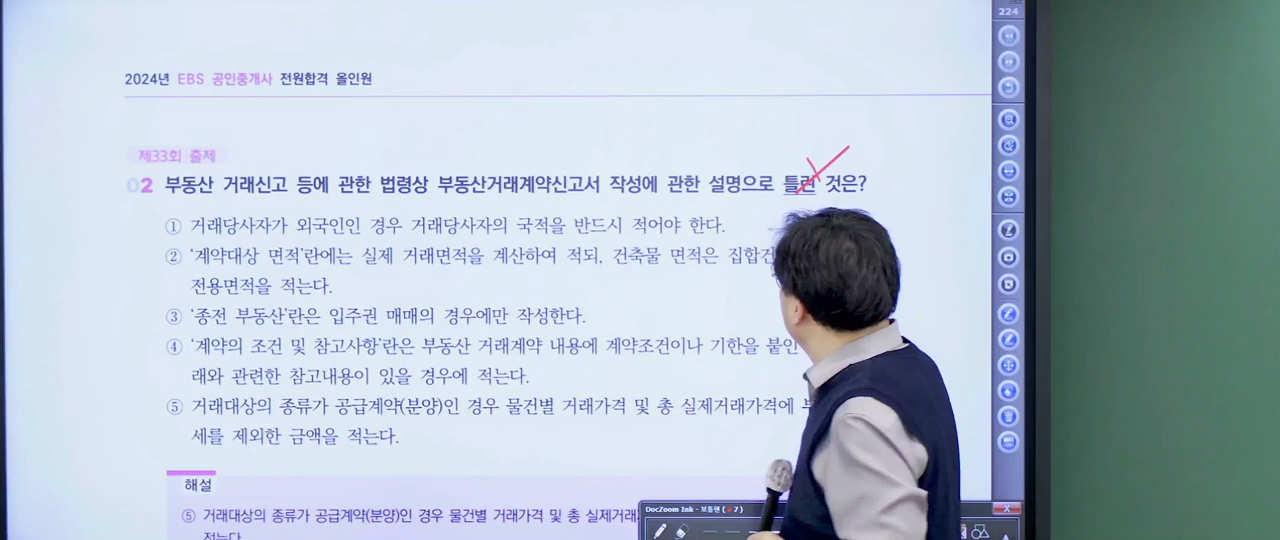 224
2024년 EBS 공인중개사 전원합격 올인원
제33회 출제
02 부동산 거래신고 등에 관한 법령상 부동산거래계약신고서 작성에 관한 설명으로 틀린 것은?
① 거래당사자가 외국인인 경우 거래당사자의 국적을 반드시 적어야 한다.
② '계약대상 면적'란에는 실제 거래면적을 계산하여 적되, 건축물 면적은
전용면적을 적는다.
③ '종전 부동산'란은 입주권 매매의 경우에만 작성한다.
④ '계약의 조건 및 참고사항'란은 부동산 거래계약 내용에 계약조건이나 기한을 붙인
래와 관련한 참고내용이 있을 경우에 적는다.
⑤ 거래대상의 종류가 공급계약(분양)인 경우 물건별 거래가격 및 총 실제거래가격에
세를 제외한 금액을 적는다.
해설
⑤ 거래대상의 종류가 공급계약(분양)인 경우 물건별 거래가격 및 총 실제거래
적는다.
DocZoom Ink - 보통펜 ( 7 )